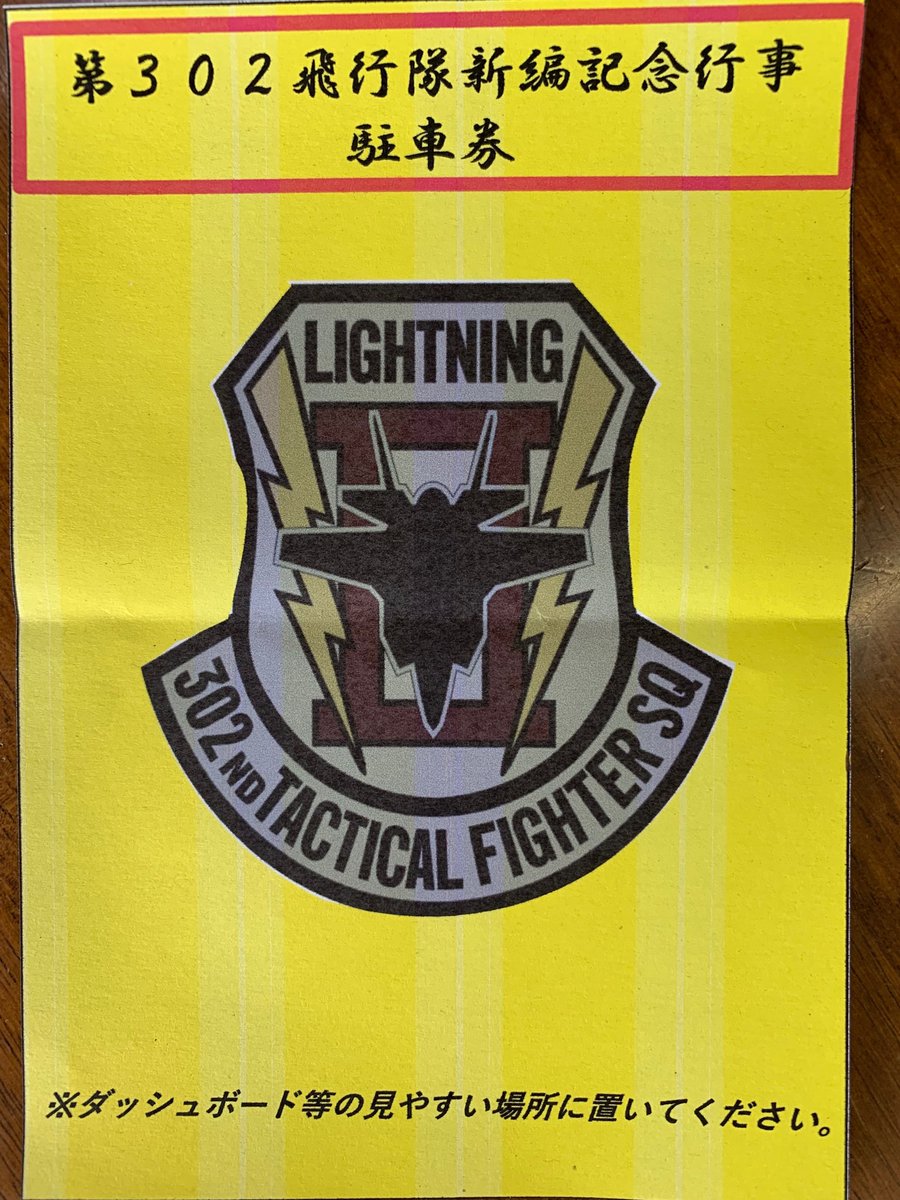 第３０２飛行隊新編記念行事
駐車券
LIGHTNING
II
302ND TACTICAL FIGHTER SQ
※ダッシュボード等の見やすい場所に置いてください。